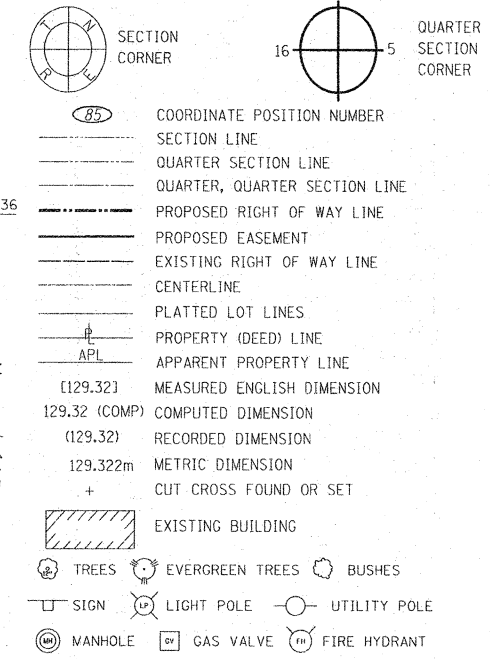 T N
R E
SECTION
CORNER
16 5
QUARTER
SECTION
CORNER
85 COORDINATE POSITION NUMBER
SECTION LINE
QUARTER SECTION LINE
QUARTER, QUARTER SECTION LINE
36
PROPOSED RIGHT OF WAY LINE
PROPOSED EASEMENT
EXISTING RIGHT OF WAY LINE
CENTERLINE
PLATTED LOT LINES
PL PROPERTY (DEED) LINE
APL APPARENT PROPERTY LINE
[129.32] MEASURED ENGLISH DIMENSION
129.32 (COMP) COMPUTED DIMENSION
(129.32) RECORDED DIMENSION
129.322m METRIC DIMENSION
+ CUT CROSS FOUND OR SET
EXISTING BUILDING
TREES EVERGREEN TREES BUSHES
SIGN LP LIGHT POLE UTILITY POLE
MH MANHOLE GV GAS VALVE FH FIRE HYDRANT